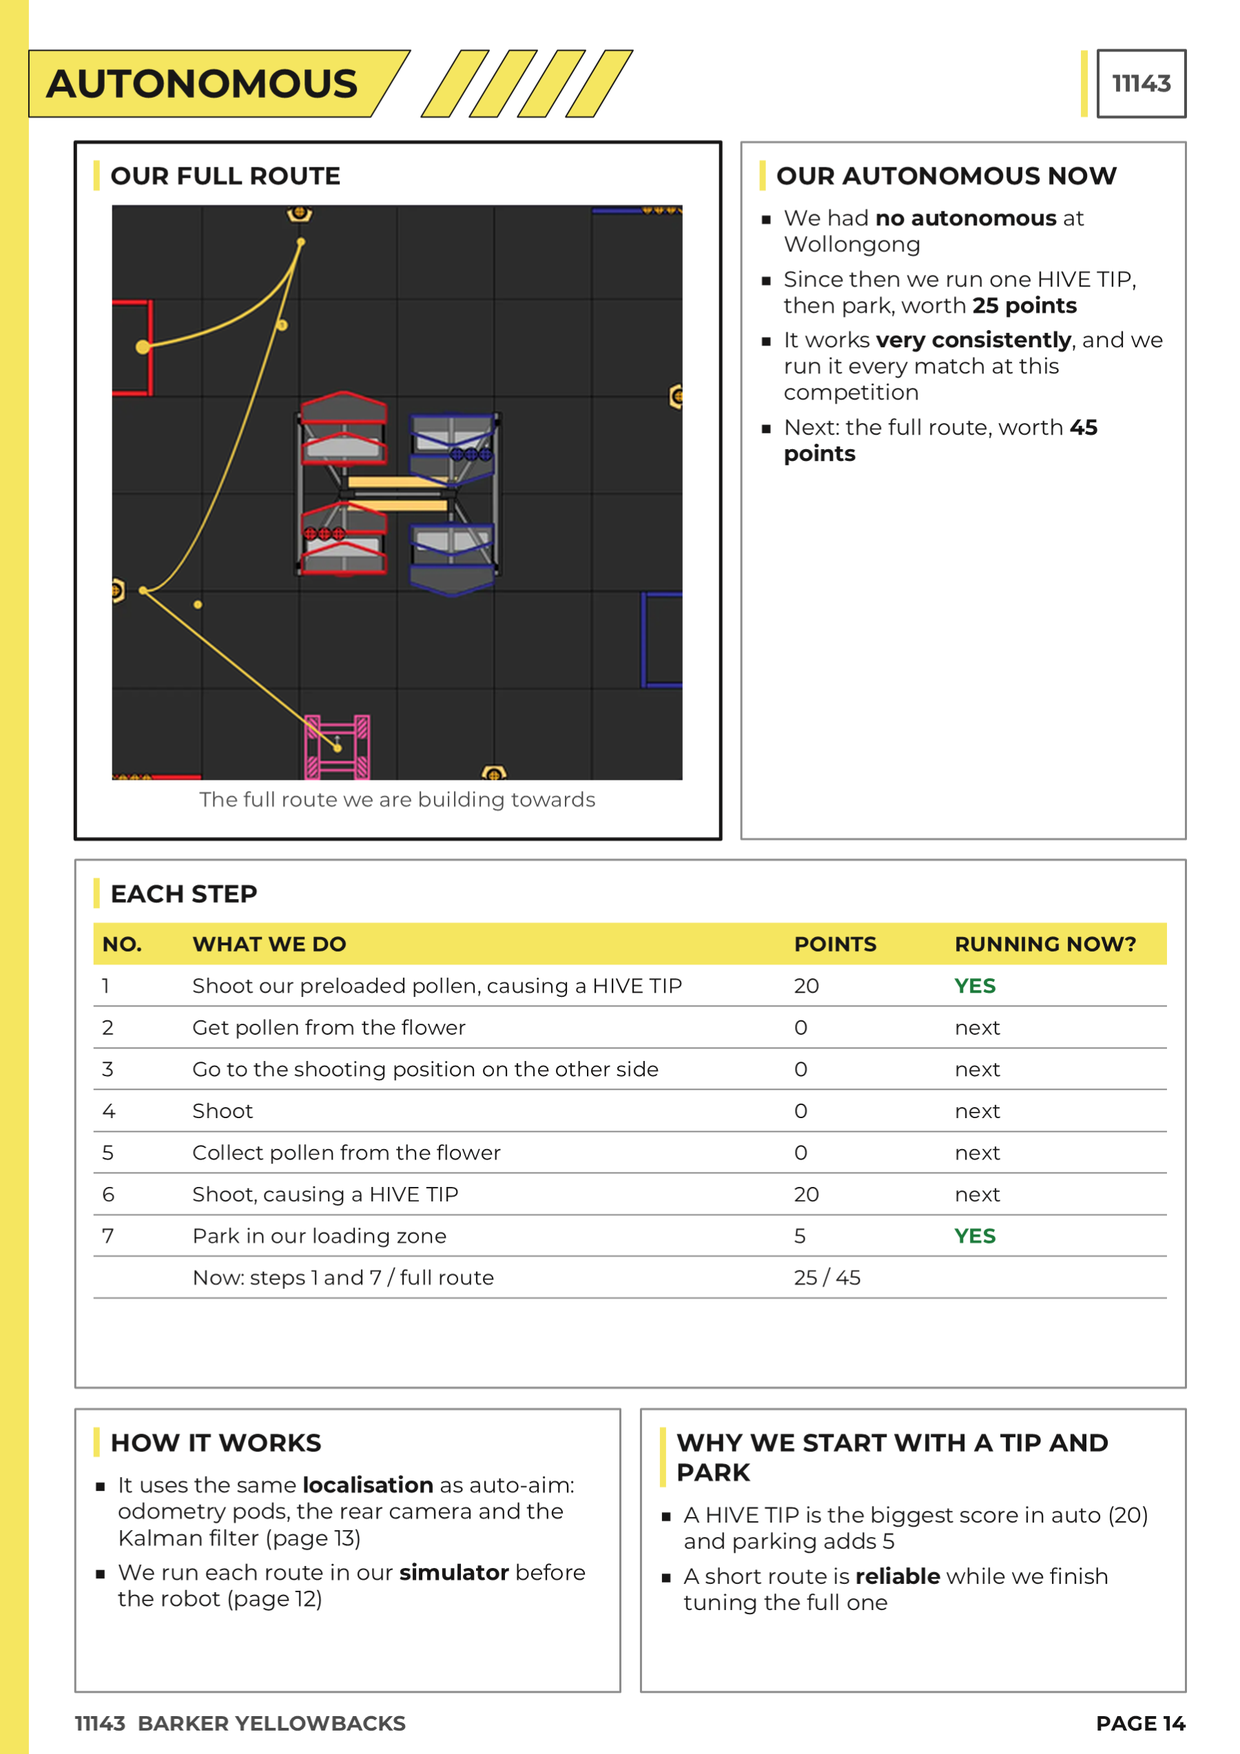 AUTONOMOUS
11143
OUR FULL ROUTE
The full route we are building towards
OUR AUTONOMOUS NOW
▪ We had no autonomous at
Wollongong
▪ Since then we run one HIVE TIP,
then park, worth 25 points
▪ It works very consistently, and we
run it every match at this
competition
▪ Next: the full route, worth 45
points
EACH STEP
NO. WHAT WE DO POINTS RUNNING NOW?
1 Shoot our preloaded pollen, causing a HIVE TIP 20 YES
2 Get pollen from the flower 0 next
3 Go to the shooting position on the other side 0 next
4 Shoot 0 next
5 Collect pollen from the flower 0 next
6 Shoot, causing a HIVE TIP 20 next
7 Park in our loading zone 5 YES
Now: steps 1 and 7 / full route 25 / 45
HOW IT WORKS
▪ It uses the same localisation as auto-aim:
odometry pods, the rear camera and the
Kalman filter (page 13)
▪ We run each route in our simulator before
the robot (page 12)
WHY WE START WITH A TIP AND
PARK
▪ A HIVE TIP is the biggest score in auto (20)
and parking adds 5
▪ A short route is reliable while we finish
tuning the full one
11143 BARKER YELLOWBACKS
PAGE 14